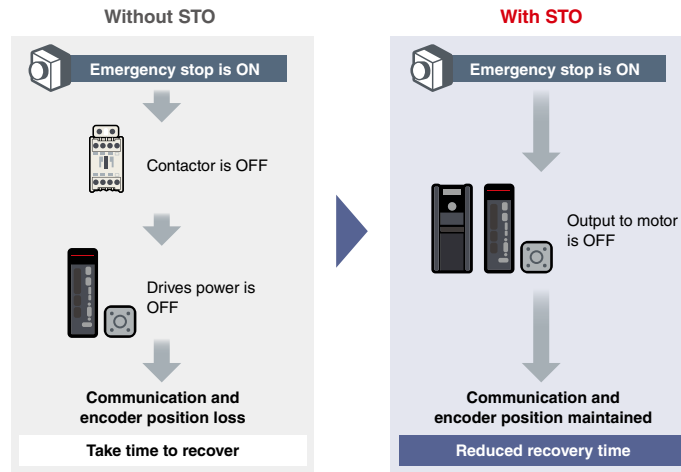 Without STO
Emergency stop is ON
Contactor is OFF
Drives power is
OFF
Communication and
encoder position loss
Take time to recover
With STO
Emergency stop is ON
Output to motor
is OFF
Communication and
encoder position maintained
Reduced recovery time